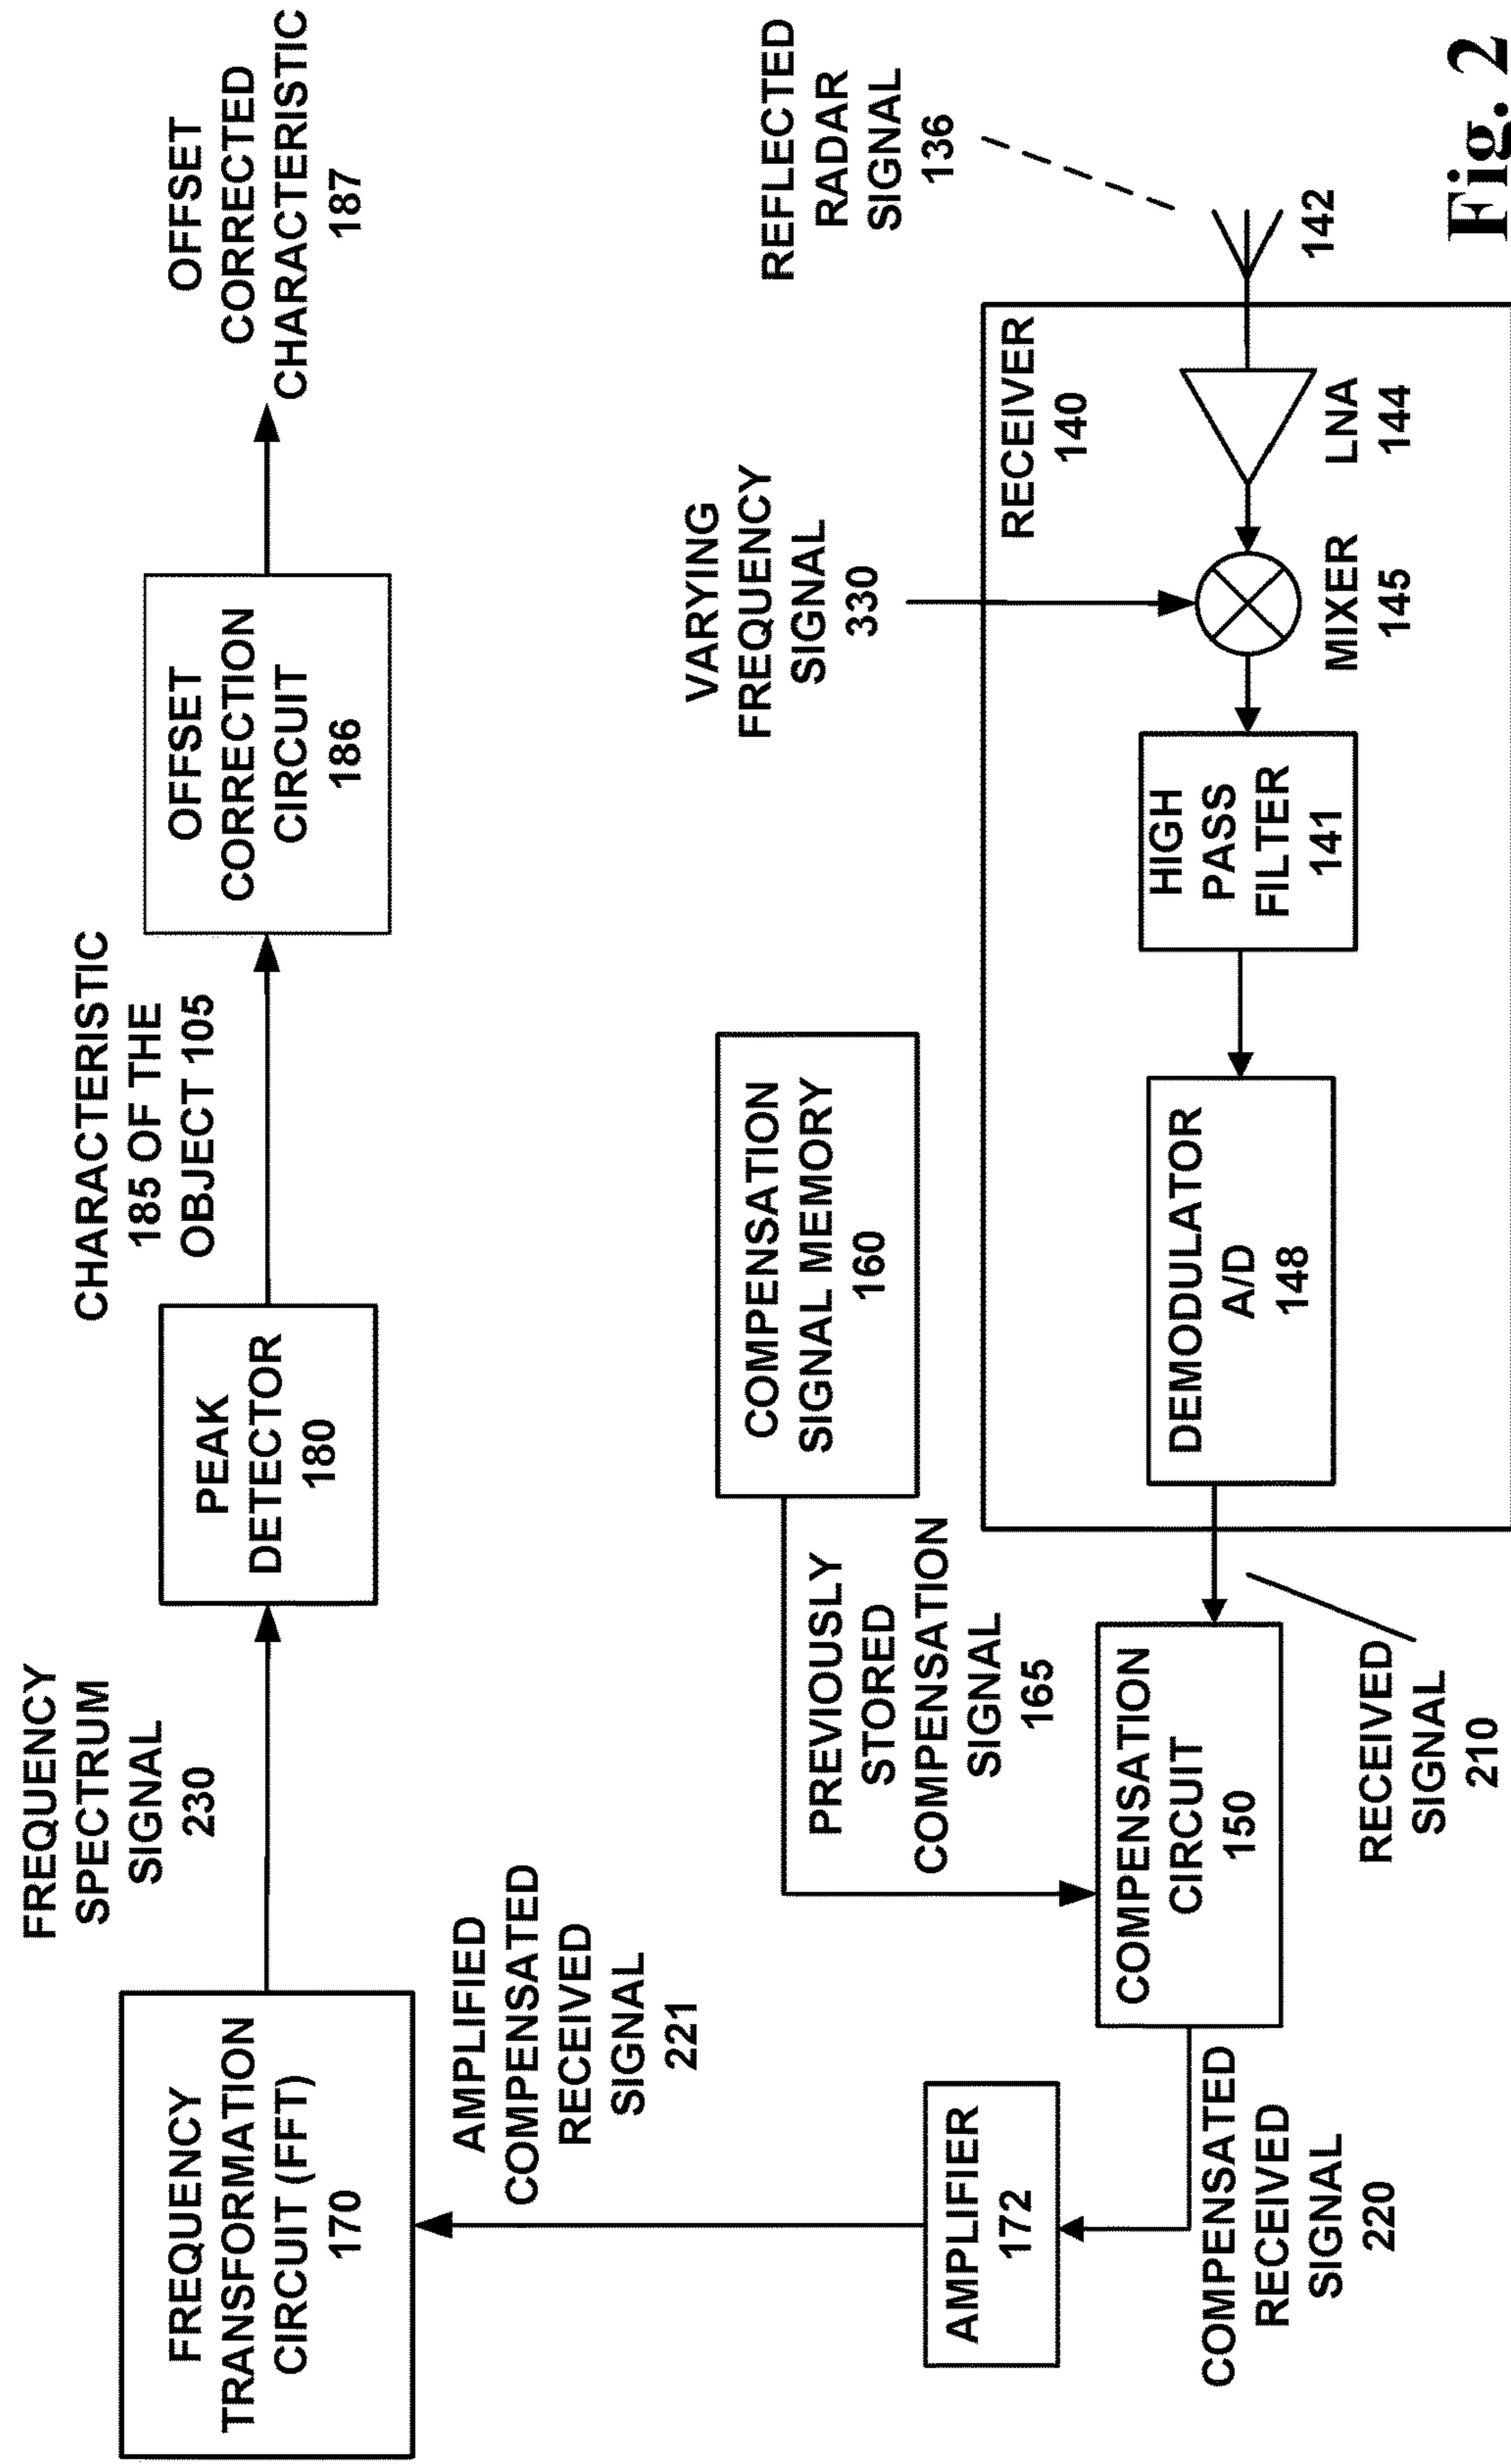 FREQUENCY
TRANSFORMATION
CIRCUIT (FFT)
170
FREQUENCY
SPECTRUM
SIGNAL
230
PEAK
DETECTOR
180
CHARACTERISTIC
185 OF THE
OBJECT 105
OFFSET
CORRECTION
CIRCUIT
186
OFFSET
CORRECTED
CHARACTERISTIC
187
AMPLIFIED
COMPENSATED
RECEIVED
SIGNAL
221
AMPLIFIER
172
COMPENSATED
RECEIVED
SIGNAL
220
COMPENSATION
CIRCUIT
150
PREVIOUSLY
STORED
COMPENSATION
SIGNAL
165
COMPENSATION
SIGNAL MEMORY
160
RECEIVED
SIGNAL
210
DEMODULATOR
A/D
148
HIGH
PASS
FILTER
141
VARYING
FREQUENCY
SIGNAL
330
MIXER
145
RECEIVER
140
LNA
144
REFLECTED
RADAR
SIGNAL
136
142
Fig. 2